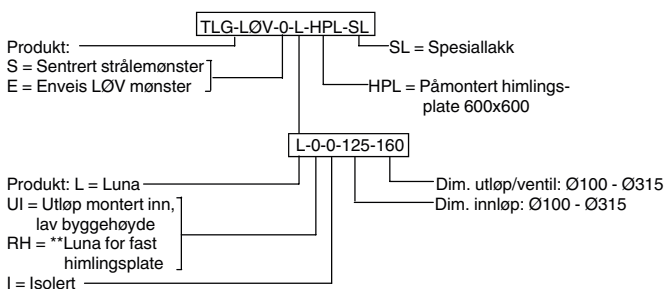 TLG-LØV-0-L-HPL-SL
Produkt:
SL = Spesiallakk
S = Sentrert strålemønster
E = Enveis LØV mønster
HPL = Påmontert himlings-
plate 600x600
L-0-0-125-160
Produkt: L = Luna
Dim. utløp/ventil: Ø100 - Ø315
UI = Utløp montert inn,
Dim. innløp: Ø100 - Ø315
lav byggehøyde
RH = **Luna for fast
himlingsplate
I = Isolert